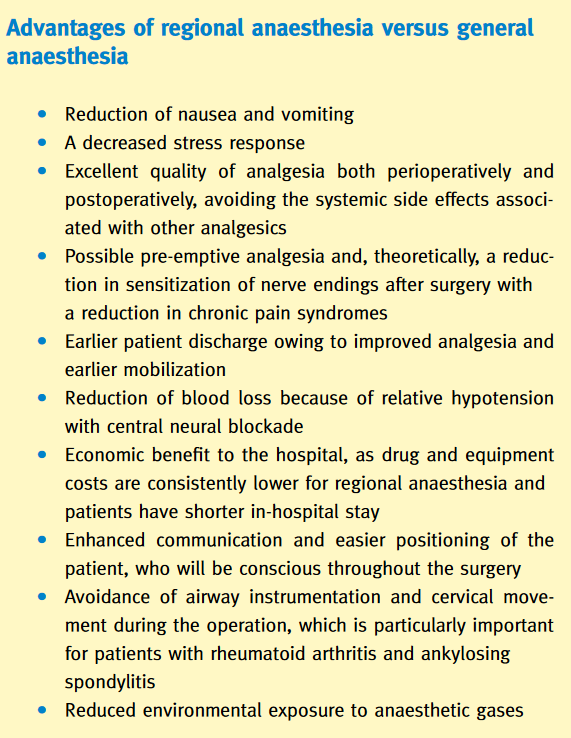 Advantages of regional anaesthesia versus general
anaesthesia
• Reduction of nausea and vomiting
• A decreased stress response
• Excellent quality of analgesia both perioperatively and
postoperatively, avoiding the systemic side effects associ-
ated with other analgesics
• Possible pre-emptive analgesia and, theoretically, a reduc-
tion in sensitization of nerve endings after surgery with
a reduction in chronic pain syndromes
• Earlier patient discharge owing to improved analgesia and
earlier mobilization
• Reduction of blood loss because of relative hypotension
with central neural blockade
• Economic benefit to the hospital, as drug and equipment
costs are consistently lower for regional anaesthesia and
patients have shorter in-hospital stay
• Enhanced communication and easier positioning of the
patient, who will be conscious throughout the surgery
• Avoidance of airway instrumentation and cervical move-
ment during the operation, which is particularly important
for patients with rheumatoid arthritis and ankylosing
spondylitis
• Reduced environmental exposure to anaesthetic gases